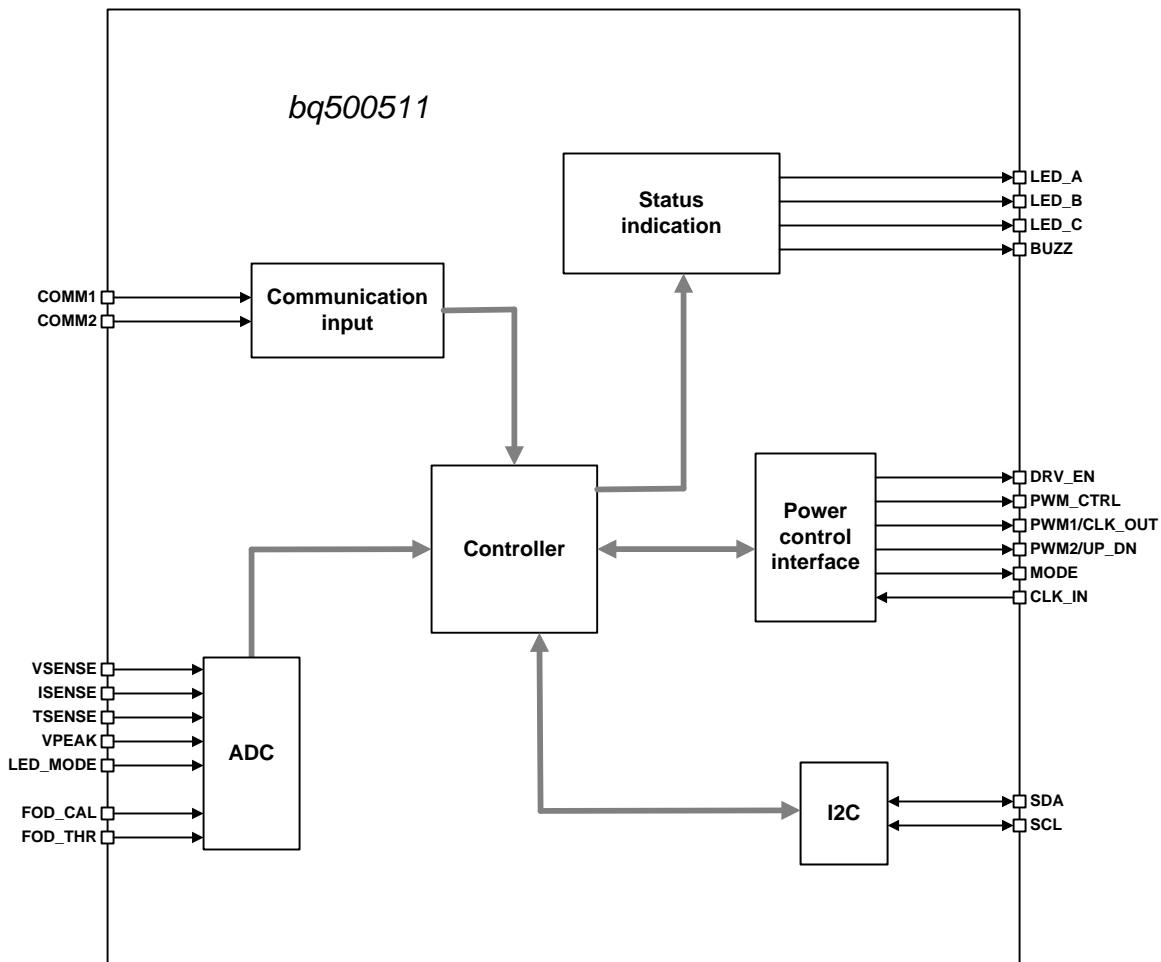 bq500511
Status
indication
LED_A
LED_B
LED_C
BUZZ
COMM1
COMM2
Communication
input
Controller
Power
control
interface
DRV_EN
PWM_CTRL
PWM1/CLK_OUT
PWM2/UP_DN
MODE
CLK_IN
VSENSE
ISENSE
TSENSE
VPEAK
LED_MODE
FOD_CAL
FOD_THR
ADC
I2C
SDA
SCL